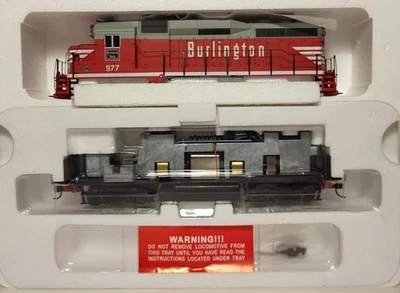 Burlington
977
WARNING!!!
DO NOT REMOVE LOCOMOTIVE FROM
THIS TRAY UNTIL YOU HAVE READ THE
INSTRUCTIONS LOCATED UNDER TRAY